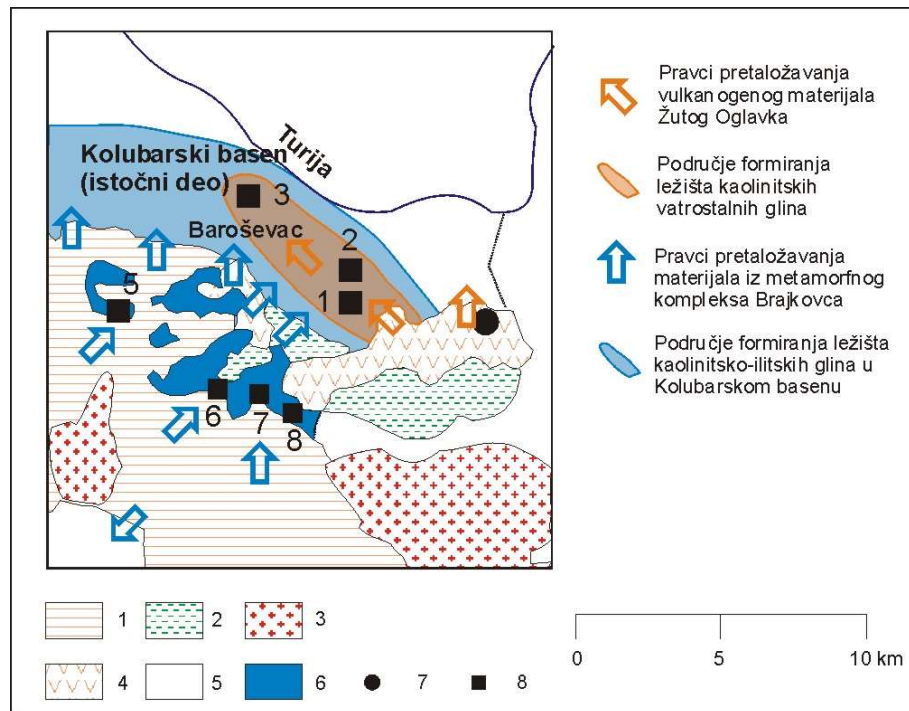 Kolubarski basen
(istočni deo)
Turija
Baroševac
3
2
1
5
6
7
8
Pravci pretaložavanja
vulkanogenog materijala
Žutog Oglavka
Područje formiranja
ležišta kaolinitskih
vatrostalnih glina
Pravci pretaložavanja
materijala iz metamorfnog
kompleksa Brajkovca
Područje formiranja ležišta
kaolinitsko-ilitskih glina u
Kolubarskom basenu
1 2 3
4 5 6 7 8
0 5 10 km